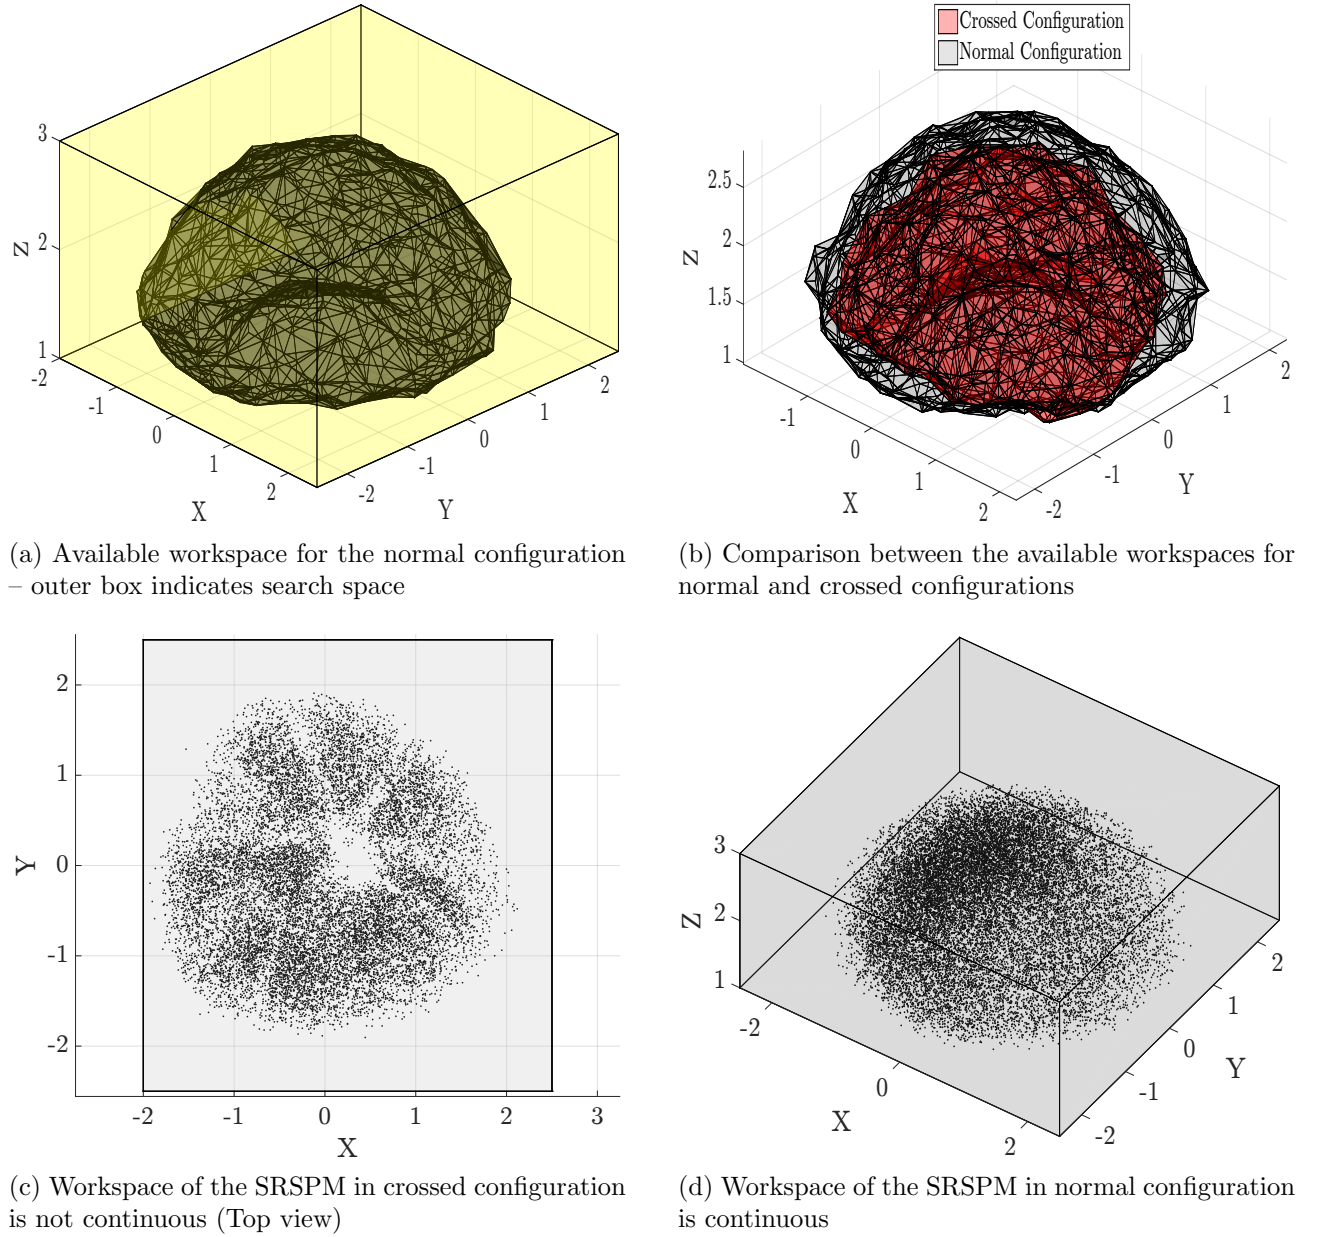 3
2
1
Z
-2
-1
0
1
2
X
-2
-1
0
1
2
Y
(a) Available workspace for the normal configuration
– outer box indicates search space
Crossed Configuration
Normal Configuration
2.5
2
1.5
1
Z
-1
0
1
2
X
-2
-1
0
1
2
Y
(b) Comparison between the available workspaces for
normal and crossed configurations
2
1
0
-1
-2
Y
-2 -1 0 1 2 3
X
(c) Workspace of the SRSPM in crossed configuration
is not continuous (Top view)
3
2
1
Z
-2
0
2
X
-2
-1
0
1
2
Y
(d) Workspace of the SRSPM in normal configuration
is continuous